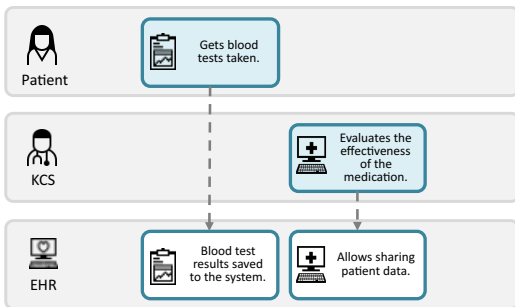 Patient
Gets blood
tests taken.
KCS
Evaluates the
effectiveness
of the
medication.
EHR
Blood test
results saved
to the system.
Allows sharing
patient data.